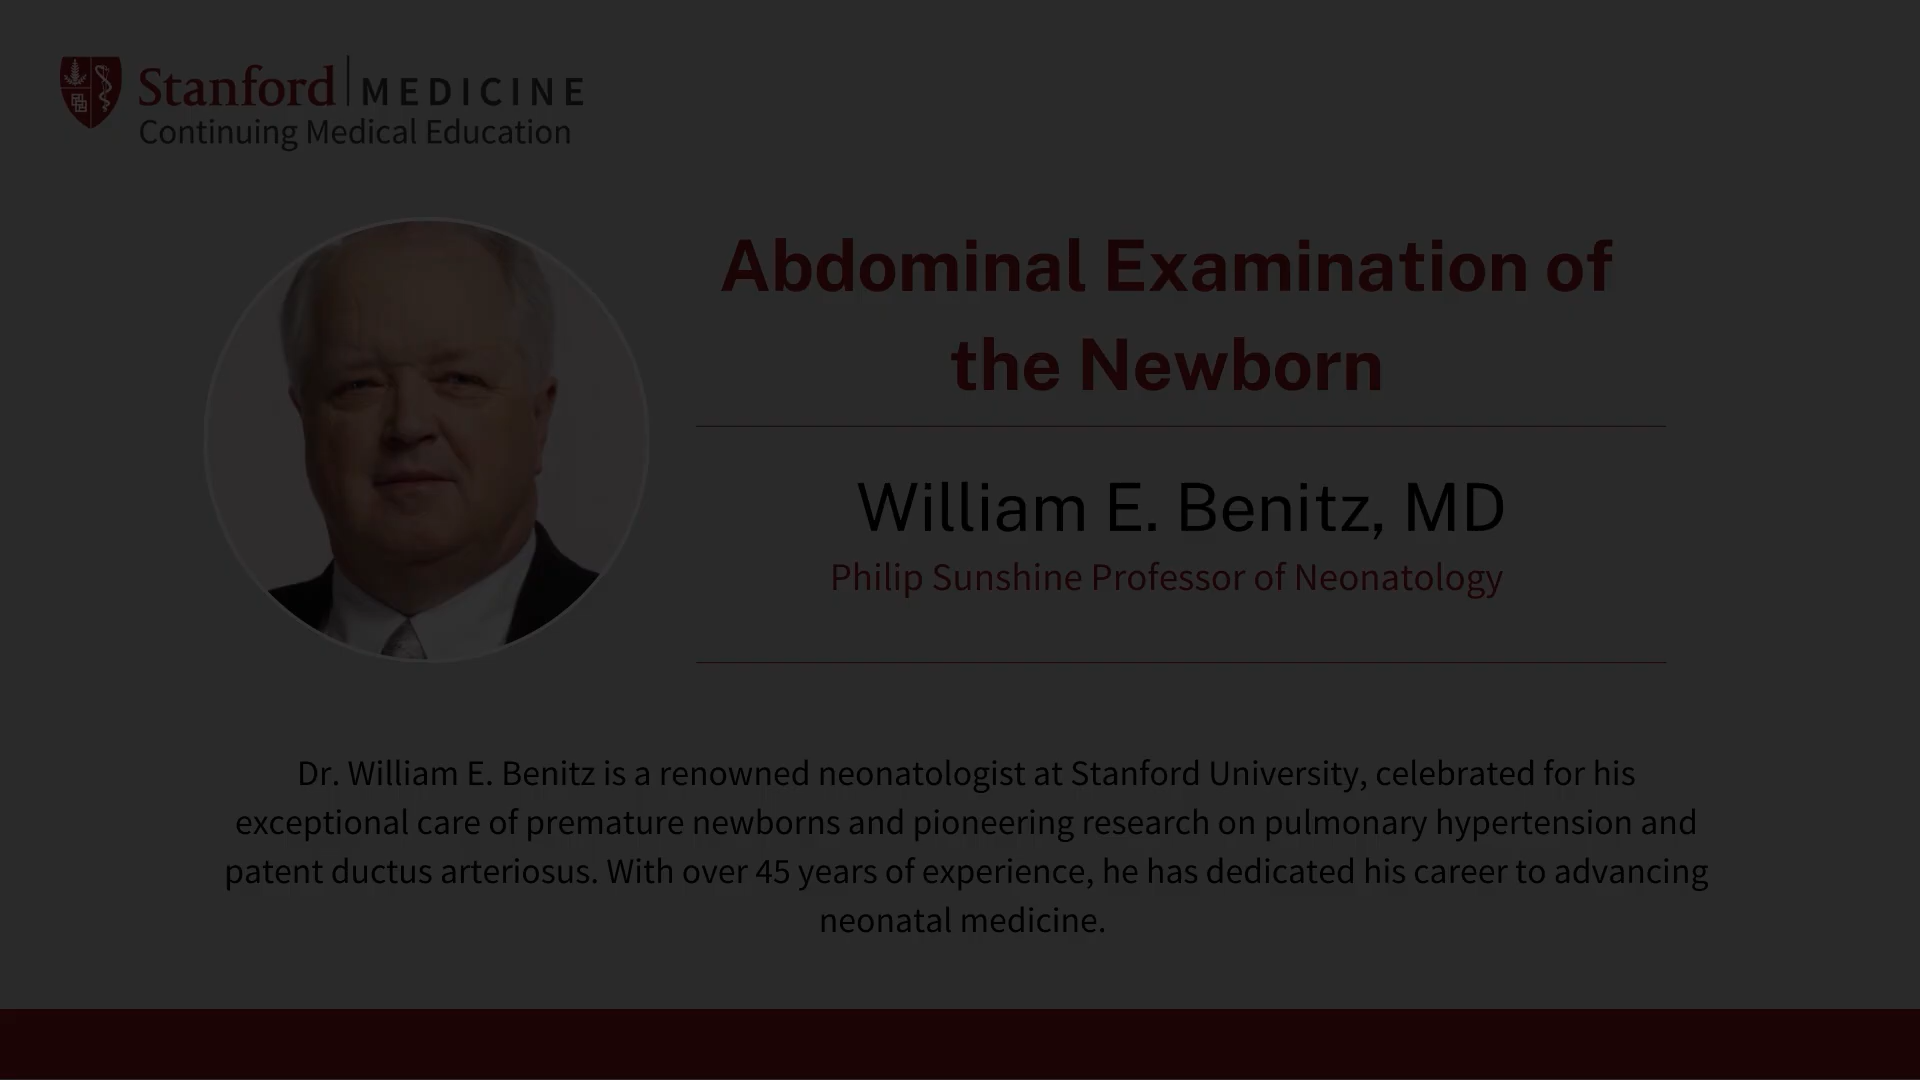 Stanford MEDICINE
Continuing Medical Education
Abdominal Examination of
the Newborn
William E. Benitz, MD
Philip Sunshine Professor of Neonatology
Dr. William E. Benitz is a renowned neonatologist at Stanford University, celebrated for his
exceptional care of premature newborns and pioneering research on pulmonary hypertension and
patent ductus arteriosus. With over 45 years of experience, he has dedicated his career to advancing
neonatal medicine.